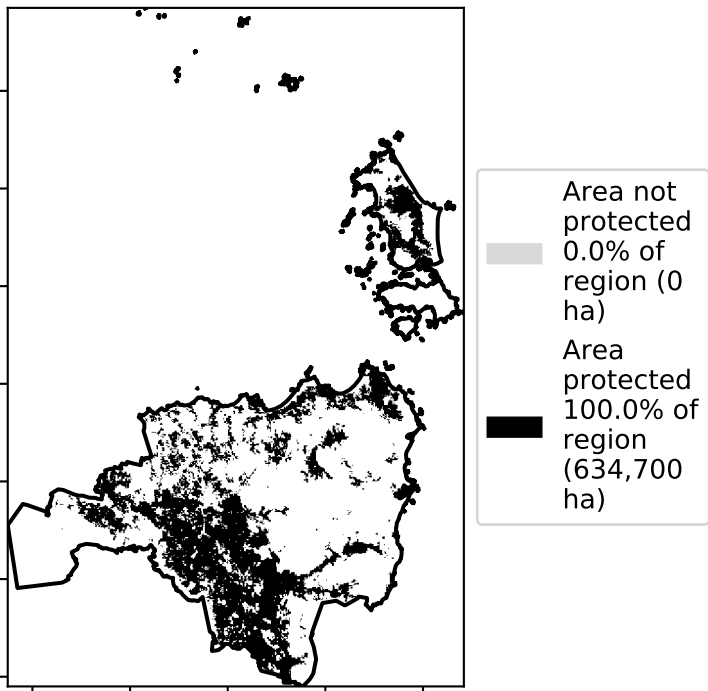 Area not
protected
0.0% of
region (0
ha)
Area
protected
100.0% of
region
(634,700
ha)